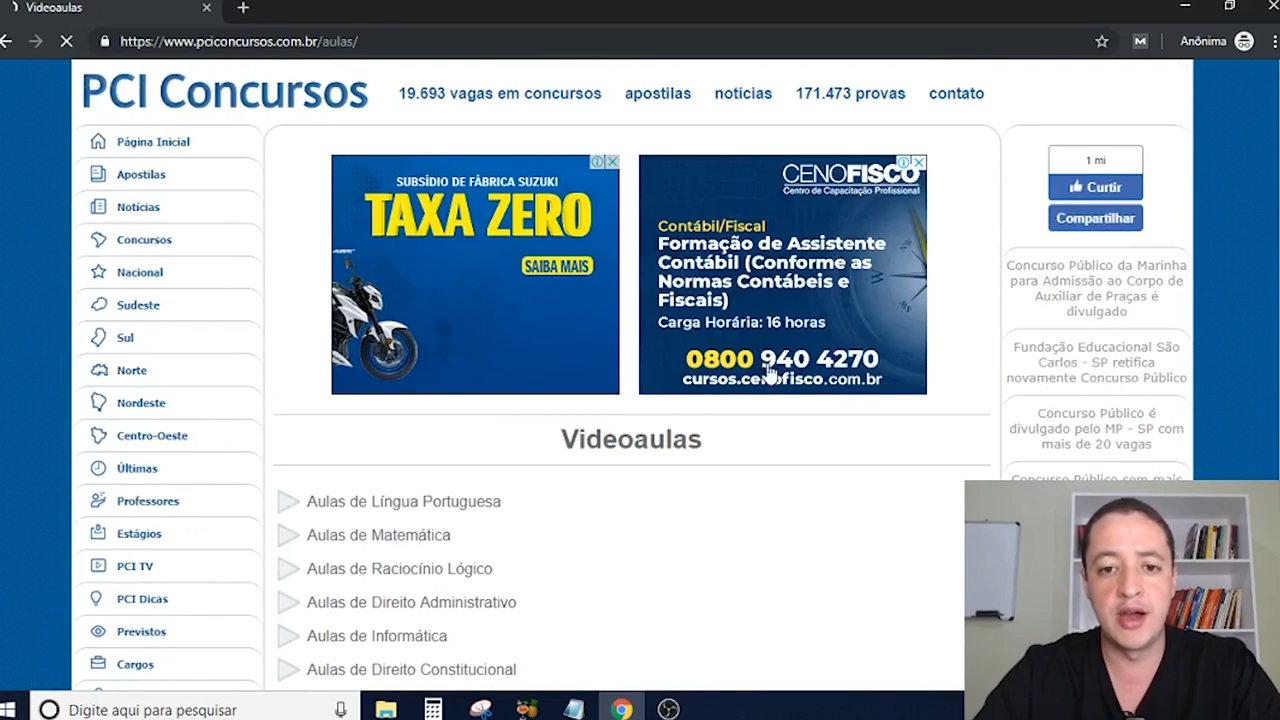 Videoaulas
https://www.pciconcursos.com.br/aulas/
Anônima
PCI Concursos
19.693 vagas em concursos
apostilas
noticias
171.473 provas
contato
Página Inicial
Apostilas
Notícias
Concursos
Nacional
Sudeste
Sul
Norte
Nordeste
Centro-Oeste
Últimas
Professores
Estágios
PCI TV
PCI Dicas
Previstos
Cargos
SUBSÍDIO DE FÁBRICA SUZUKI
TAXA ZERO
SAIBA MAIS
CENOFISCO
Centro de Capacitação Profissional
Contábil/Fiscal
Formação de Assistente
Contábil (Conforme as
Normas Contábeis e
Fiscais)
Carga Horária: 16 horas
0800 940 4270
cursos.cenofisco.com.br
Videoaulas
Aulas de Língua Portuguesa
Aulas de Matemática
Aulas de Raciocínio Lógico
Aulas de Direito Administrativo
Aulas de Informática
Aulas de Direito Constitucional
1 mi
Curtir
Compartilhar
Concurso Público da Marinha
para Admissão ao Corpo de
Auxiliar de Praças é
divulgado
Fundação Educacional São
Carlos - SP retifica
novamente Concurso Público
Concurso Público é
divulgado pelo MP - SP com
mais de 20 vagas
Concurso Público com mais
Digite aqui para pesquisar